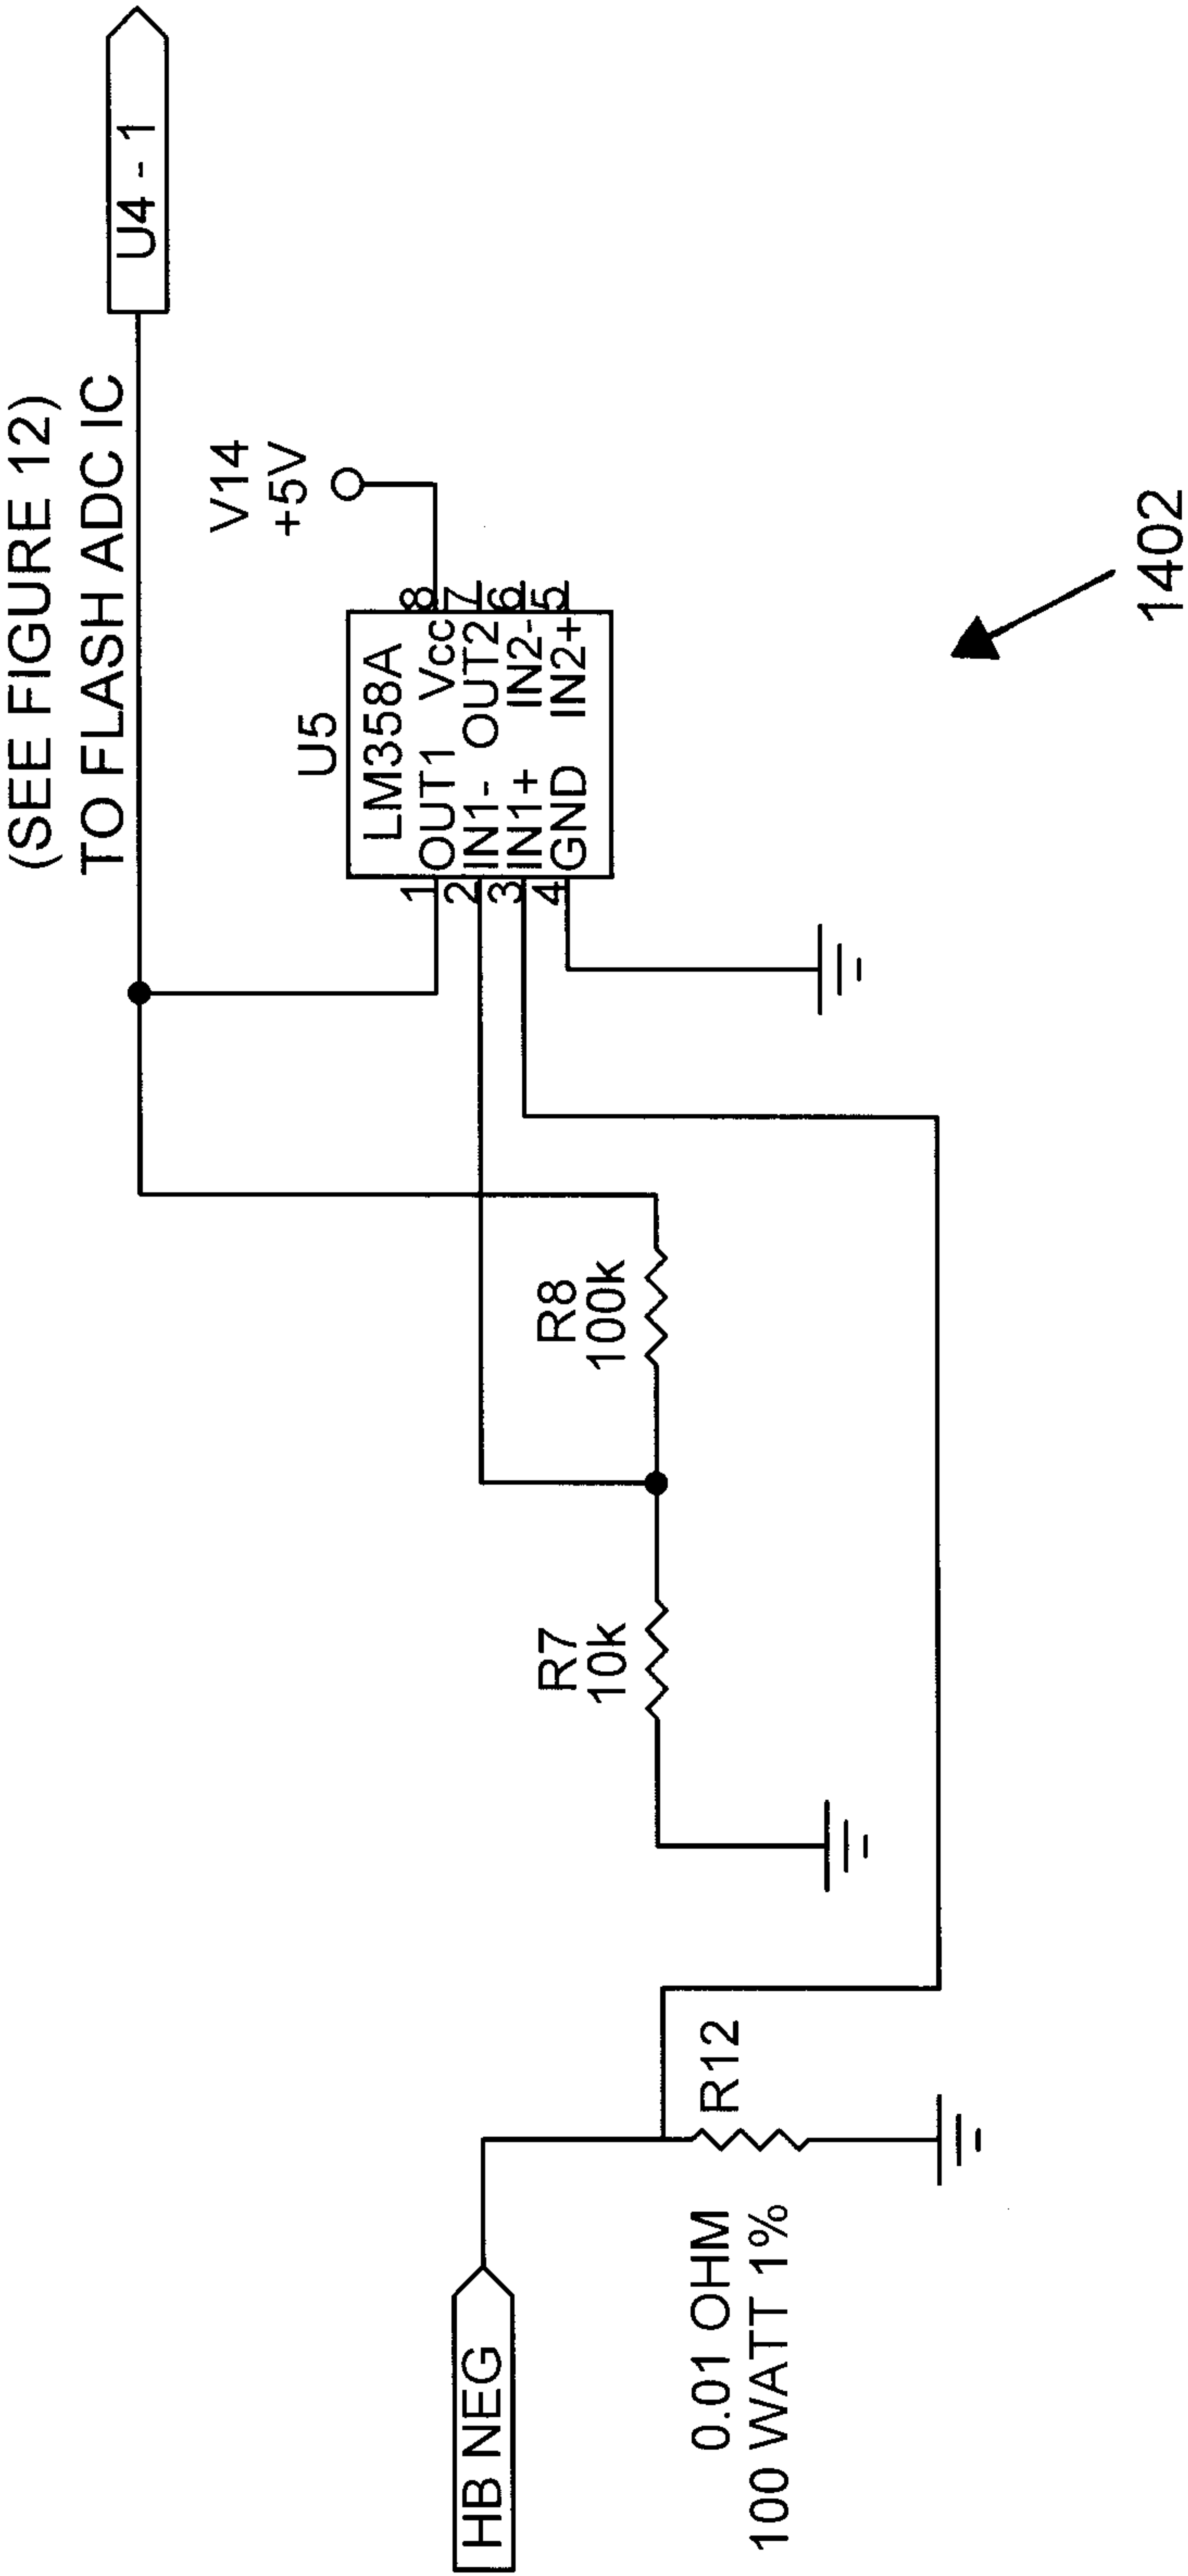 (SEE FIGURE 12)
TO FLASH ADC IC
U4 - 1
V14
+5V
U5
LM358A
1 OUT1 Vcc 8
2 IN1- OUT2 7
3 IN1+ IN2- 6
4 GND IN2+ 5
R8
100k
R7
10k
HB NEG
R12
0.01 OHM
100 WATT 1%
1402